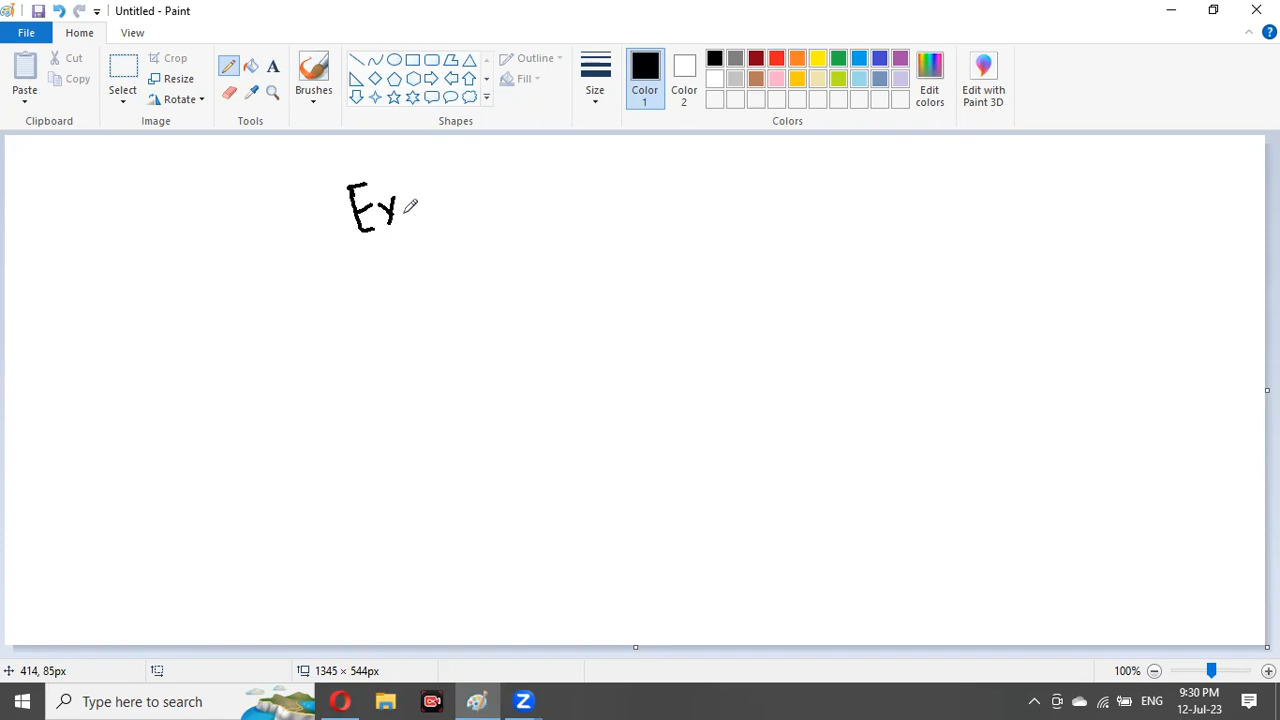 Untitled - Paint
File
Home
View
Paste
Cut
Copy
Clipboard
Select
Crop
Resize
Rotate
Image
A
Tools
Brushes
Shapes
Outline
Fill
Size
Color 1
Color 2
Colors
Edit colors
Edit with Paint 3D
Ey
414, 85px
1345 × 544px
100%
Type here to search
Z
ENG
9:30 PM
12-Jul-23